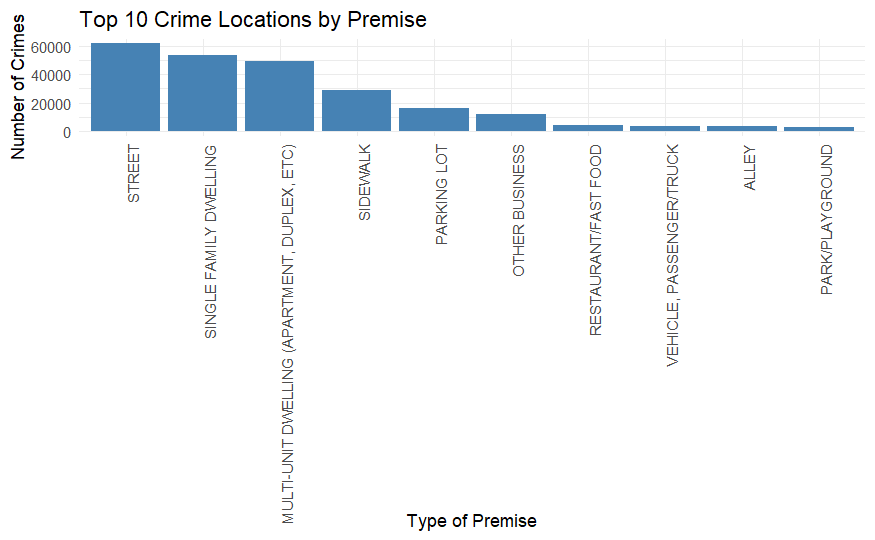 Top 10 Crime Locations by Premise
Number of Crimes
60000
40000
20000
0
STREET
SINGLE FAMILY DWELLING
MULTI-UNIT DWELLING (APARTMENT, DUPLEX, ETC)
SIDEWALK
PARKING LOT
OTHER BUSINESS
RESTAURANT/FAST FOOD
VEHICLE, PASSENGER/TRUCK
ALLEY
PARK/PLAYGROUND
Type of Premise